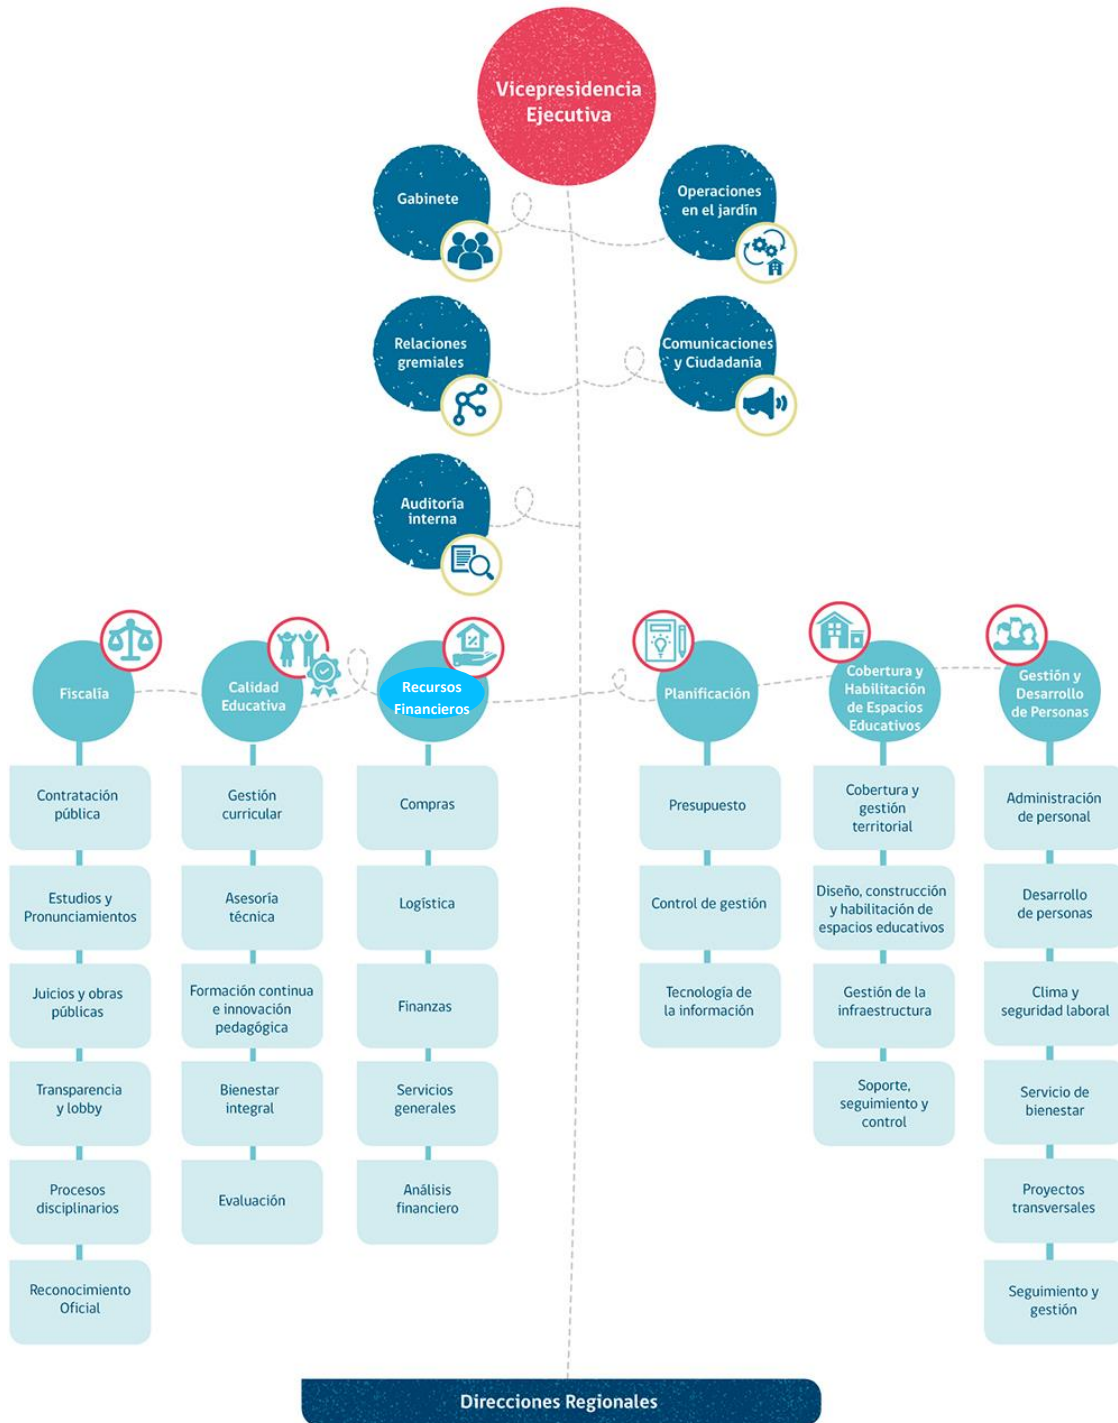 Vicepresidencia
Ejecutiva
Gabinete
Operaciones
en el jardín
Relaciones
gremiales
Comunicaciones
y Ciudadanía
Auditoría
interna
Fiscalía
Contratación
pública
Estudios y
Pronunciamientos
Juicios y obras
públicas
Transparencia
y lobby
Procesos
disciplinarios
Reconocimiento
Oficial
Calidad
Educativa
Gestión
curricular
Asesoría
técnica
Formación continua
e innovación
pedagógica
Bienestar
integral
Evaluación
Recursos
Financieros
Compras
Logística
Finanzas
Servicios
generales
Análisis
financiero
Planificación
Presupuesto
Control de gestión
Tecnología de
la información
Cobertura y
Habilitación
de Espacios
Educativos
Cobertura y
gestión
territorial
Diseño, construcción
y habilitación de
espacios educativos
Gestión de la
infraestructura
Soporte,
seguimiento y
control
Gestión y
Desarrollo
de Personas
Administración
de personal
Desarrollo
de personas
Clima y
seguridad laboral
Servicio de
bienestar
Proyectos
transversales
Seguimiento y
gestión
Direcciones Regionales